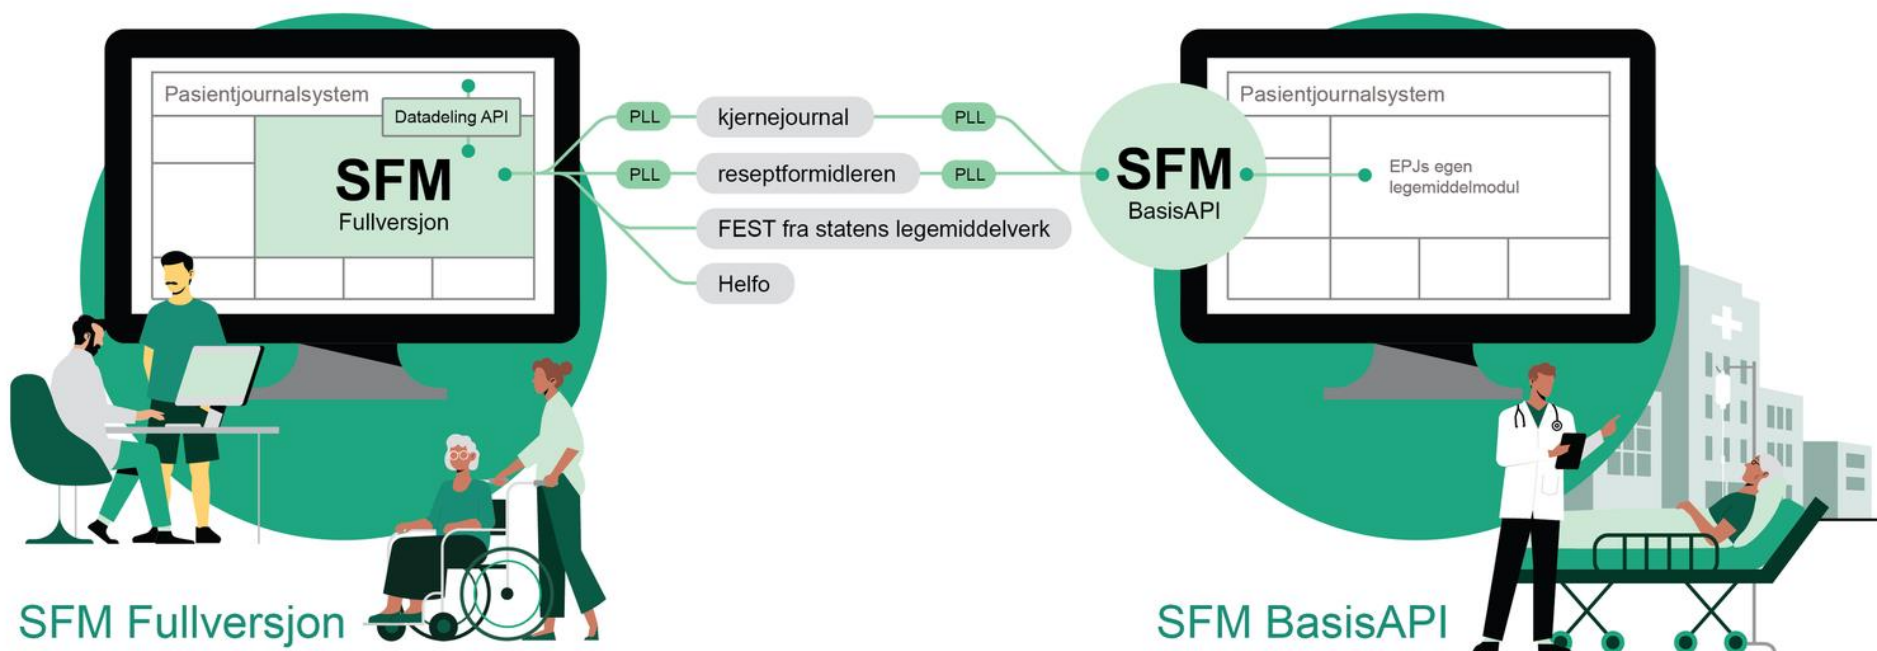 Pasientjournalsystem
Datadeling API
SFM
Fullversjon
PLL
kjernejournal
PLL
PLL
reseptformidleren
PLL
FEST fra statens legemiddelverk
Helfo
SFM
BasisAPI
Pasientjournalsystem
EPJs egen
legemiddelmodul
SFM Fullversjon
SFM BasisAPI